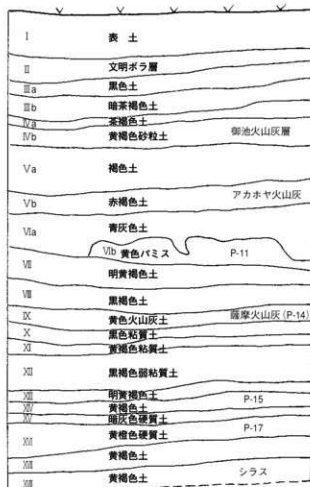 I 表土
II 文明ボラ層
IIIa 黒色土
IIIb 暗茶褐色土
IVa 茶褐色土
IVb 黄褐色砂粒土 御池火山灰層
Va 褐色土
Vb 赤褐色土 アカホヤ火山灰
VIa 青灰色土
VIb 黄色パミス P-11
VII 明黄褐色土
VIII 黒褐色土
IX 黄色火山灰土 薩摩火山灰(P-14)
X 黒色粘質土
XI 黄褐色粘質土
XII 黒褐色弱粘質土
XIII 明黄褐色土 P-15
XIV 黄褐色土
XV 暗灰色硬質土 P-17
XVI 黄橙色硬質土
XVII 黄褐色土
XVIII 黄褐色土 シラス